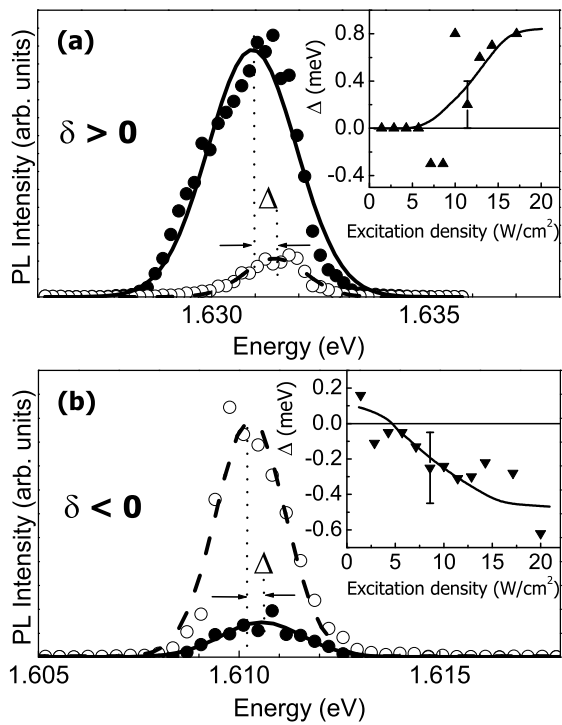 (a)
δ > 0
PL Intensity (arb. units)
Δ
1.630
1.635
Energy (eV)
Δ (meV)
0.8
0.4
0.0
-0.4
0
5
10
15
20
Excitation density (W/cm²)
(b)
δ < 0
PL Intensity (arb. units)
Δ
1.605
1.610
1.615
Energy (eV)
Δ (meV)
0.2
0.0
-0.2
-0.4
-0.6
0
5
10
15
20
Excitation density (W/cm²)